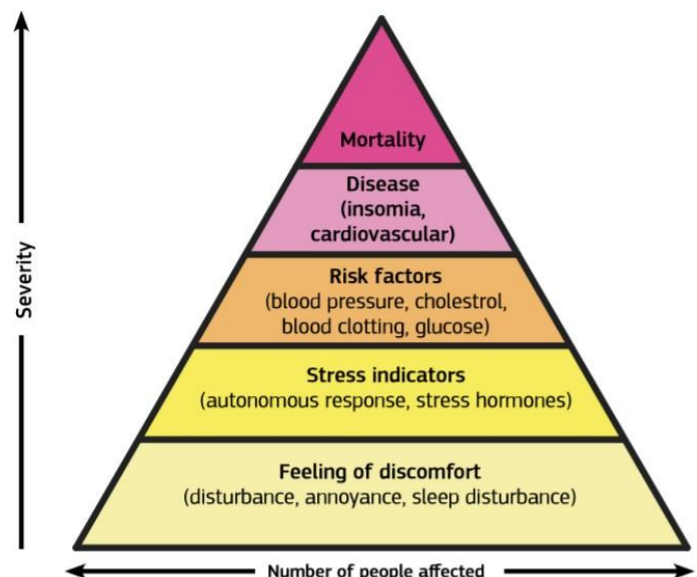 Severity
Mortality
Disease
(insomia,
cardiovascular)
Risk factors
(blood pressure, cholestrol,
blood clotting, glucose)
Stress indicators
(autonomous response, stress hormones)
Feeling of discomfort
(disturbance, annoyance, sleep disturbance)
Number of people affected